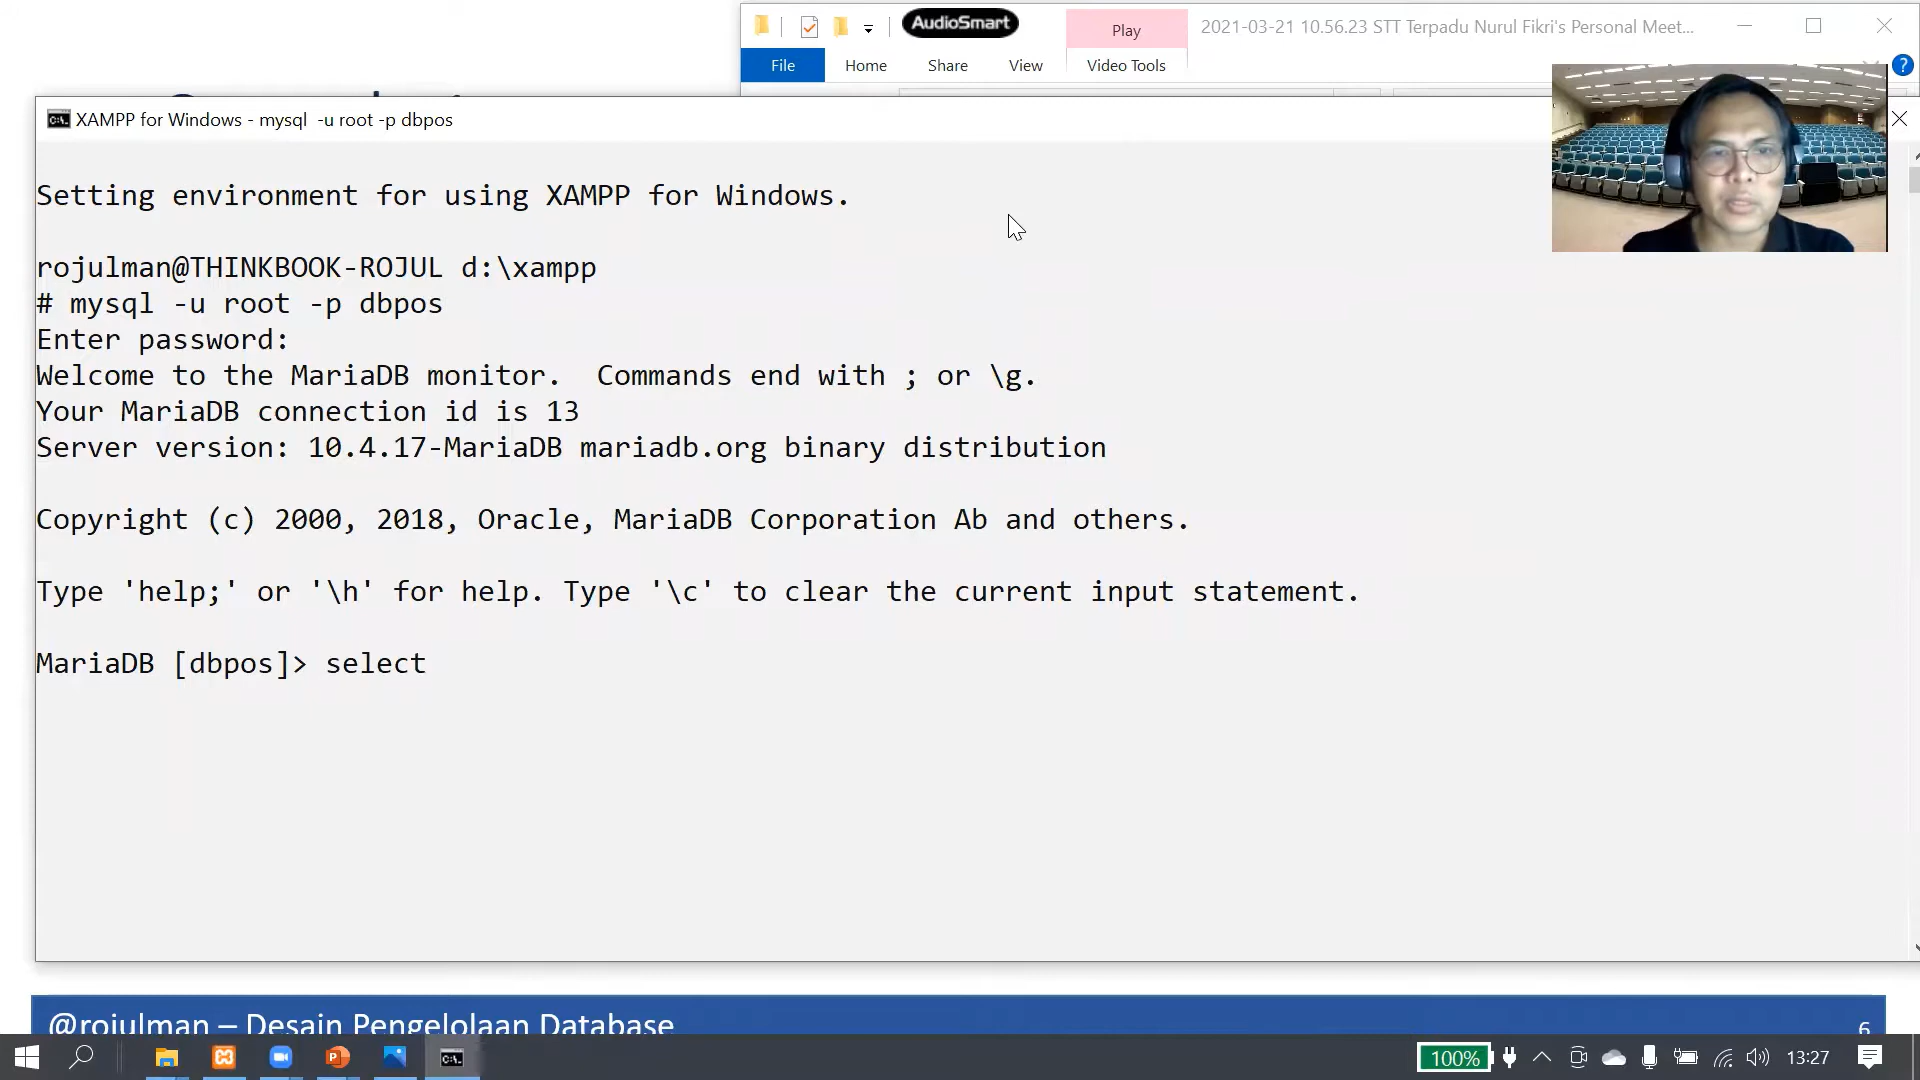 AudioSmart
Play
2021-03-21 10.56.23 STT Terpadu Nurul Fikri's Personal Meet...
File
Home
Share
View
Video Tools
?
XAMPP for Windows - mysql  -u root -p dbpos
Setting environment for using XAMPP for Windows.
rojulman@THINKBOOK-ROJUL d:\xampp
# mysql -u root -p dbpos
Enter password:
Welcome to the MariaDB monitor.  Commands end with ; or \g.
Your MariaDB connection id is 13
Server version: 10.4.17-MariaDB mariadb.org binary distribution
Copyright (c) 2000, 2018, Oracle, MariaDB Corporation Ab and others.
Type 'help;' or '\h' for help. Type '\c' to clear the current input statement.
MariaDB [dbpos]> select
@rojulman – Desain Pengelolaan Database
6
100%
13:27